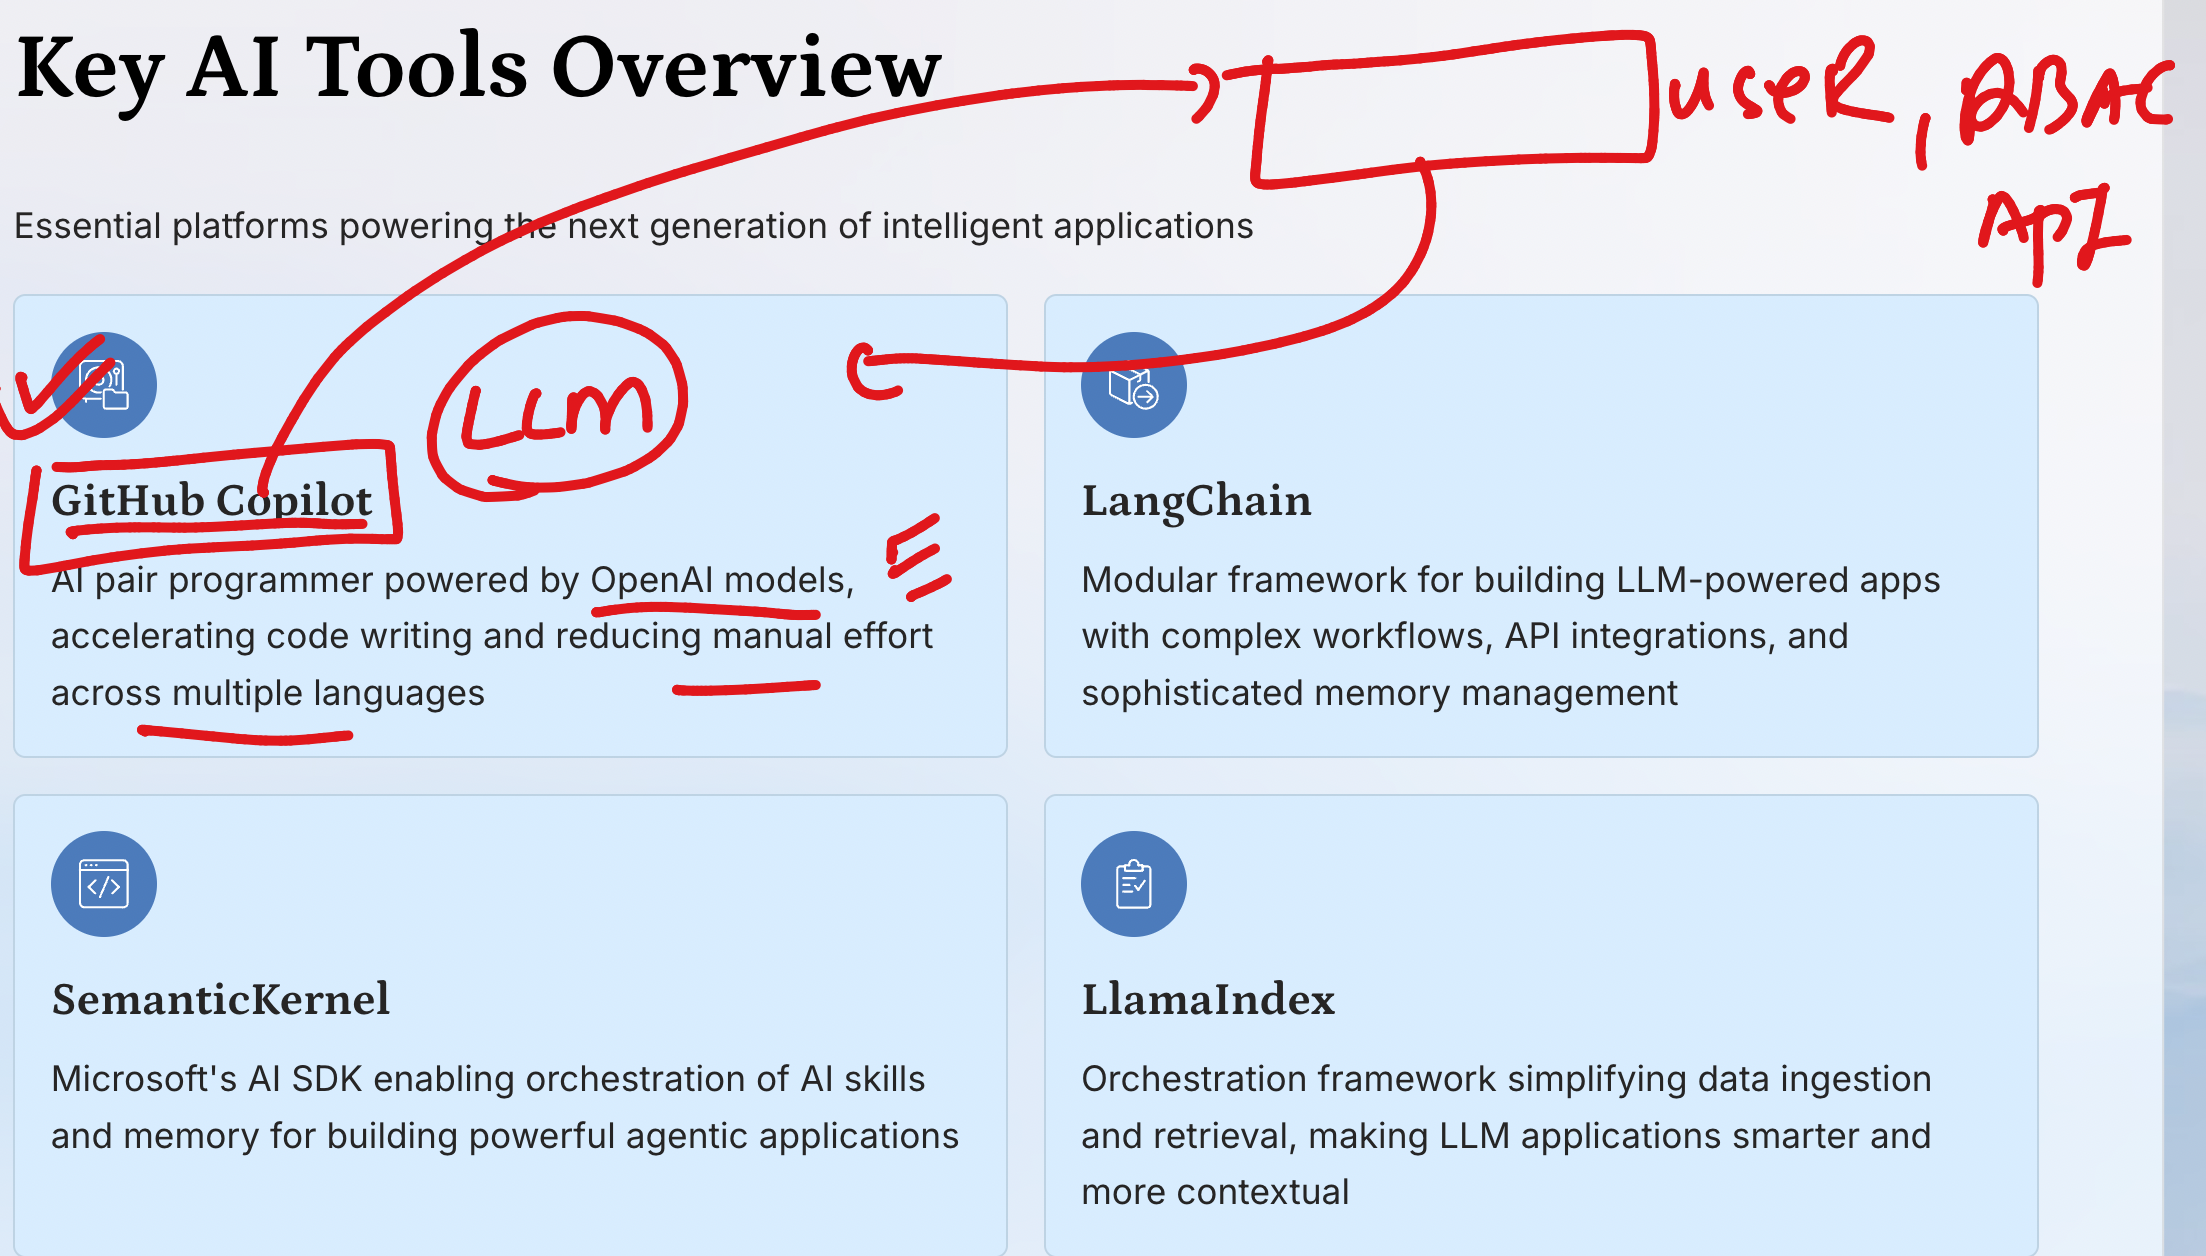 Key AI Tools Overview
useR, RBAC
API
Essential platforms powering the next generation of intelligent applications
LLM
GitHub Copilot
AI pair programmer powered by OpenAI models,
accelerating code writing and reducing manual effort
across multiple languages
LangChain
Modular framework for building LLM-powered apps
with complex workflows, API integrations, and
sophisticated memory management
SemanticKernel
Microsoft's AI SDK enabling orchestration of AI skills
and memory for building powerful agentic applications
LlamaIndex
Orchestration framework simplifying data ingestion
and retrieval, making LLM applications smarter and
more contextual